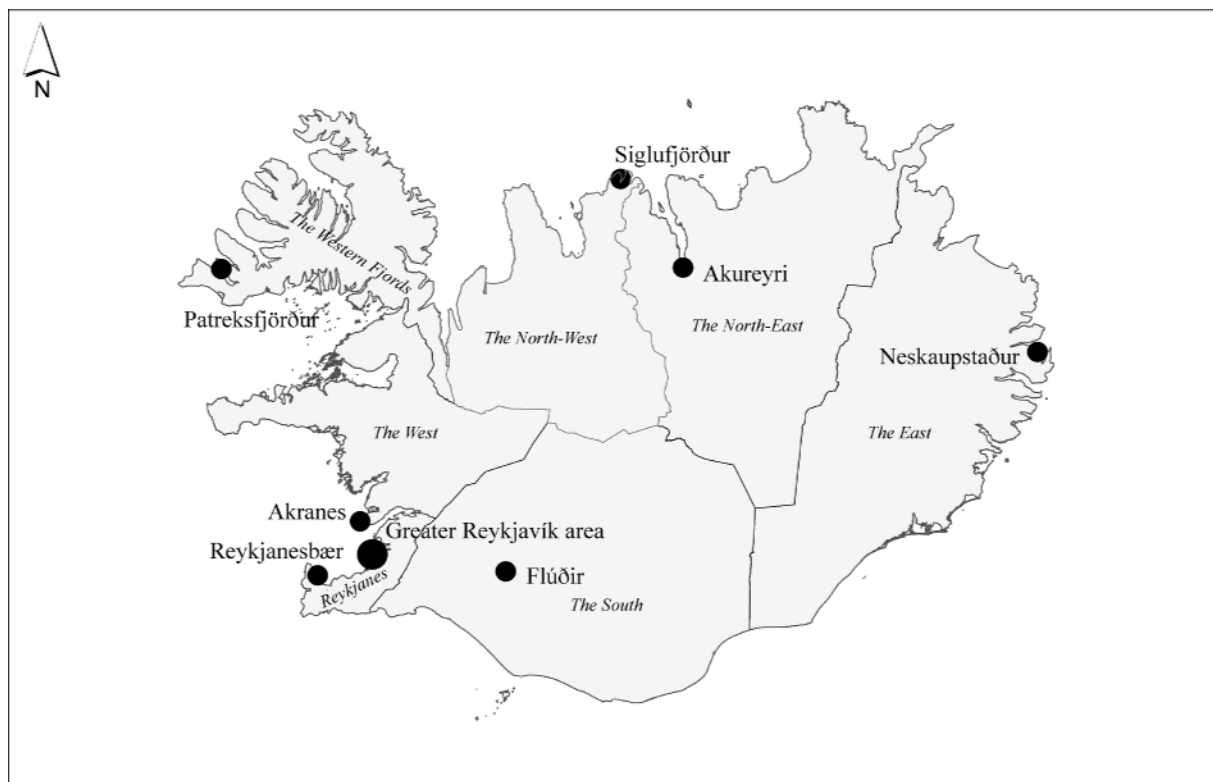 N
Siglufjörður
The Western Fjords
Akureyri
Patreksfjörður
The North-West
The North-East
Neskaupstaður
The West
The East
Akranes
Greater Reykjavík area
Reykjanesbær
Flúðir
Reykjanes
The South